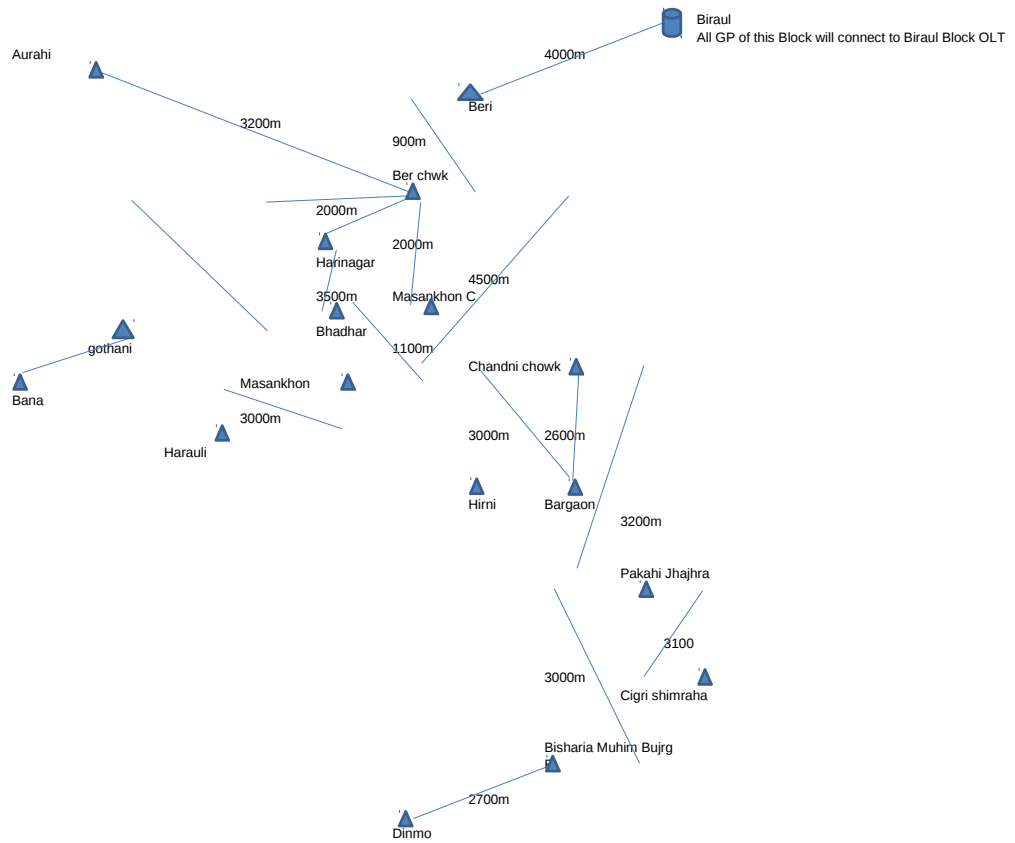 Biraul
All GP of this Block will connect to Biraul Block OLT
Aurahi
4000m
Beri
3200m
900m
Ber chwk
2000m
2000m
Harinagar
4500m
3500m
Masankhon C
Bhadhar
1100m
gothani
Chandni chowk
Masankhon
Bana
3000m
3000m
2600m
Harauli
Hirni
Bargaon
3200m
Pakahi Jhajhra
3100
3000m
Cigri shimraha
Bisharia Muhim Bujrg
2700m
Dinmo